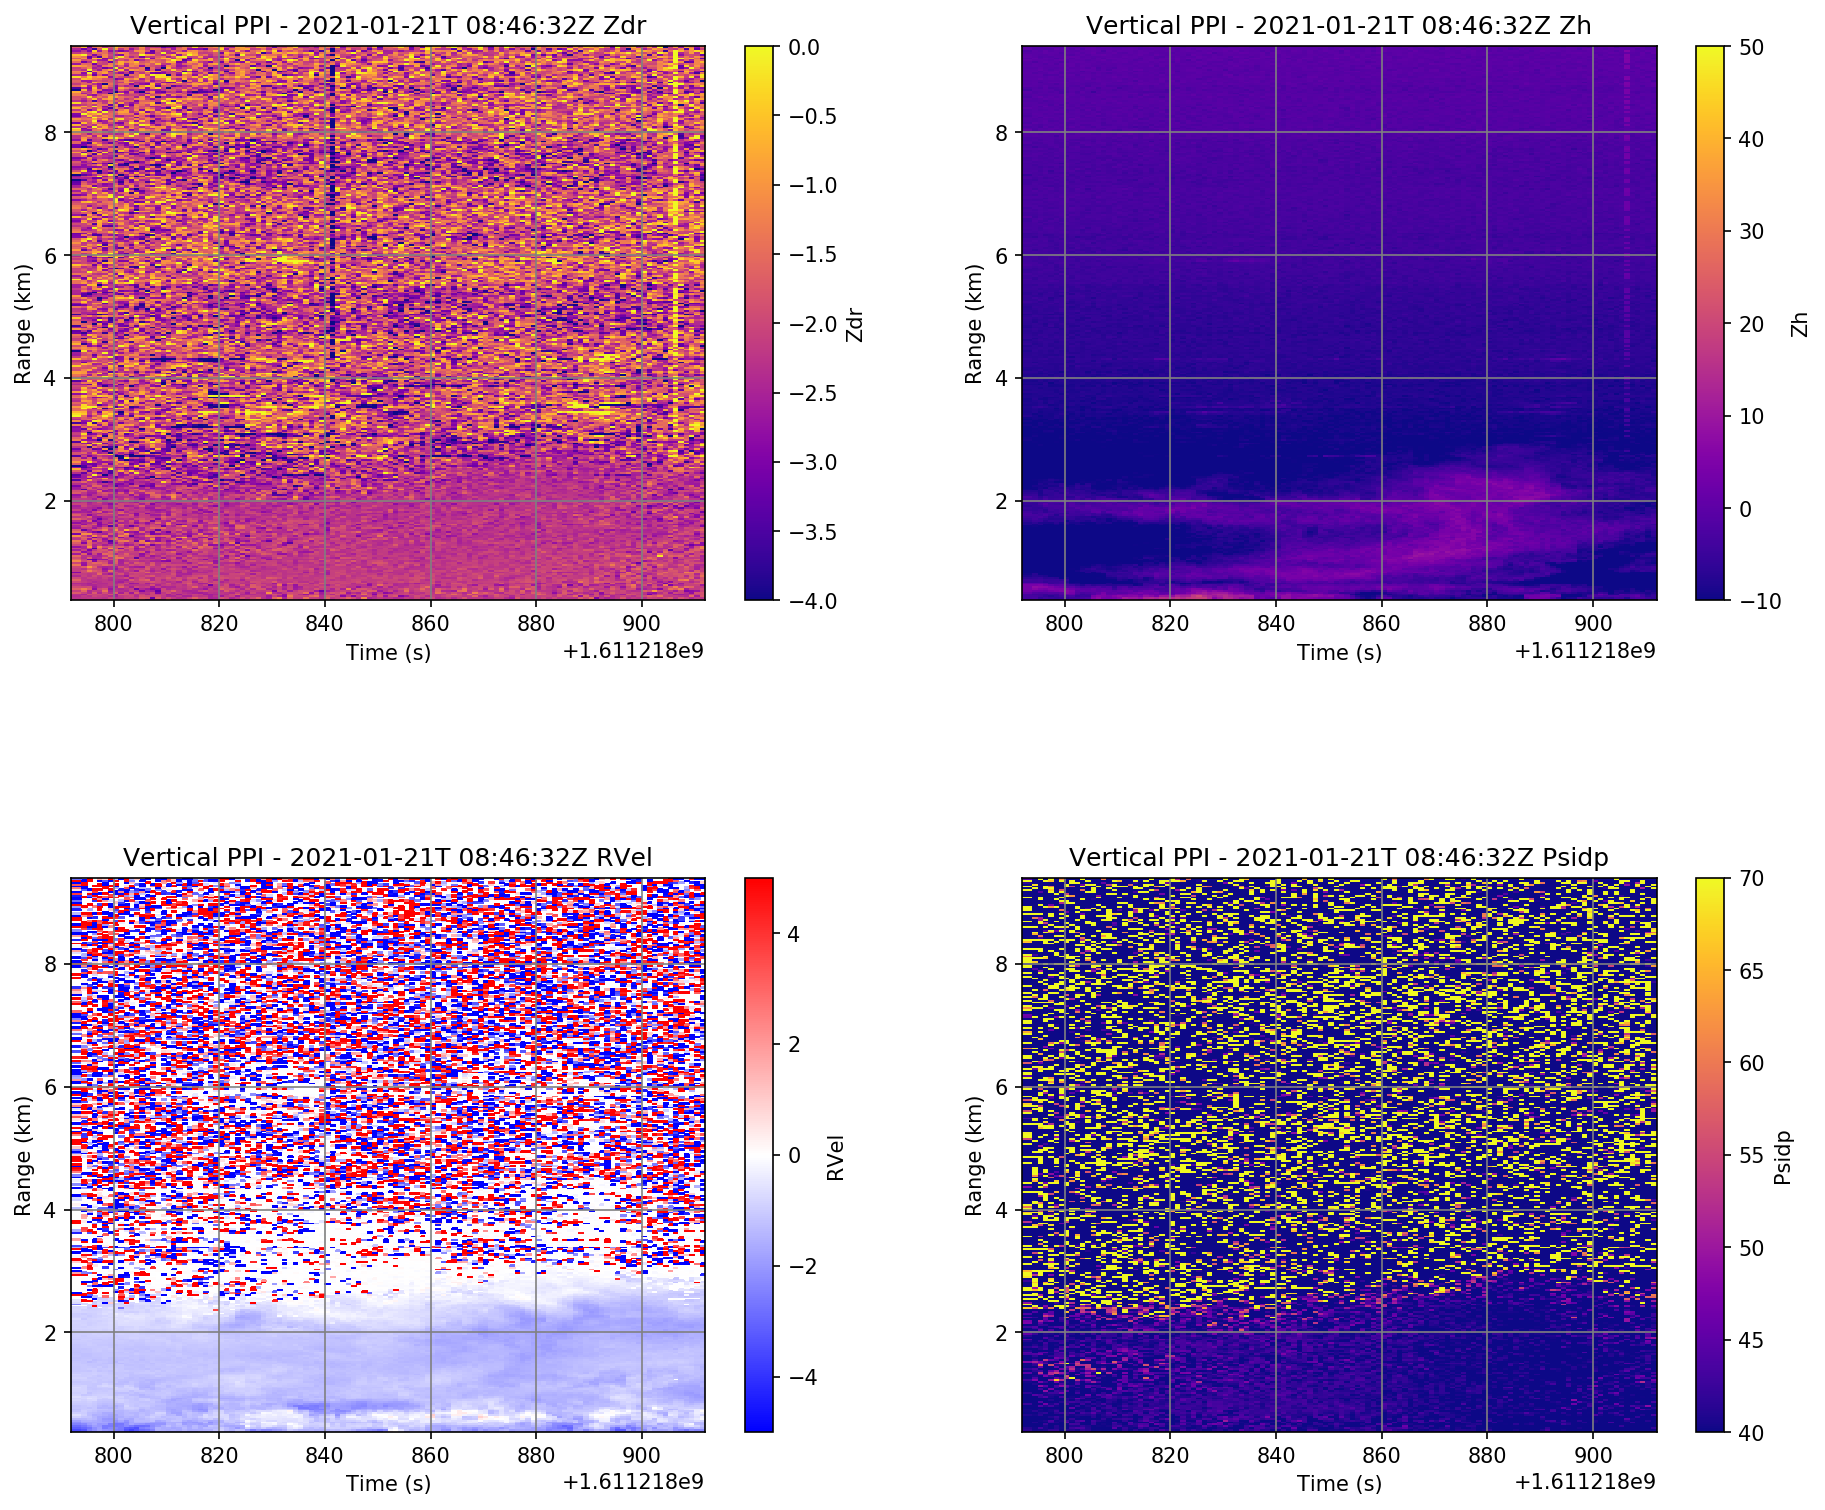 Vertical PPI - 2021-01-21T 08:46:32Z Zdr
Range (km)
8
6
4
2
800 820 840 860 880 900
Time (s)
+1.611218e9
0.0
−0.5
−1.0
−1.5
−2.0
−2.5
−3.0
−3.5
−4.0
Zdr
Vertical PPI - 2021-01-21T 08:46:32Z Zh
Range (km)
8
6
4
2
800 820 840 860 880 900
Time (s)
+1.611218e9
50
40
30
20
10
0
−10
Zh
Vertical PPI - 2021-01-21T 08:46:32Z RVel
Range (km)
8
6
4
2
800 820 840 860 880 900
Time (s)
+1.611218e9
4
2
0
−2
−4
RVel
Vertical PPI - 2021-01-21T 08:46:32Z Psidp
Range (km)
8
6
4
2
800 820 840 860 880 900
Time (s)
+1.611218e9
70
65
60
55
50
45
40
Psidp